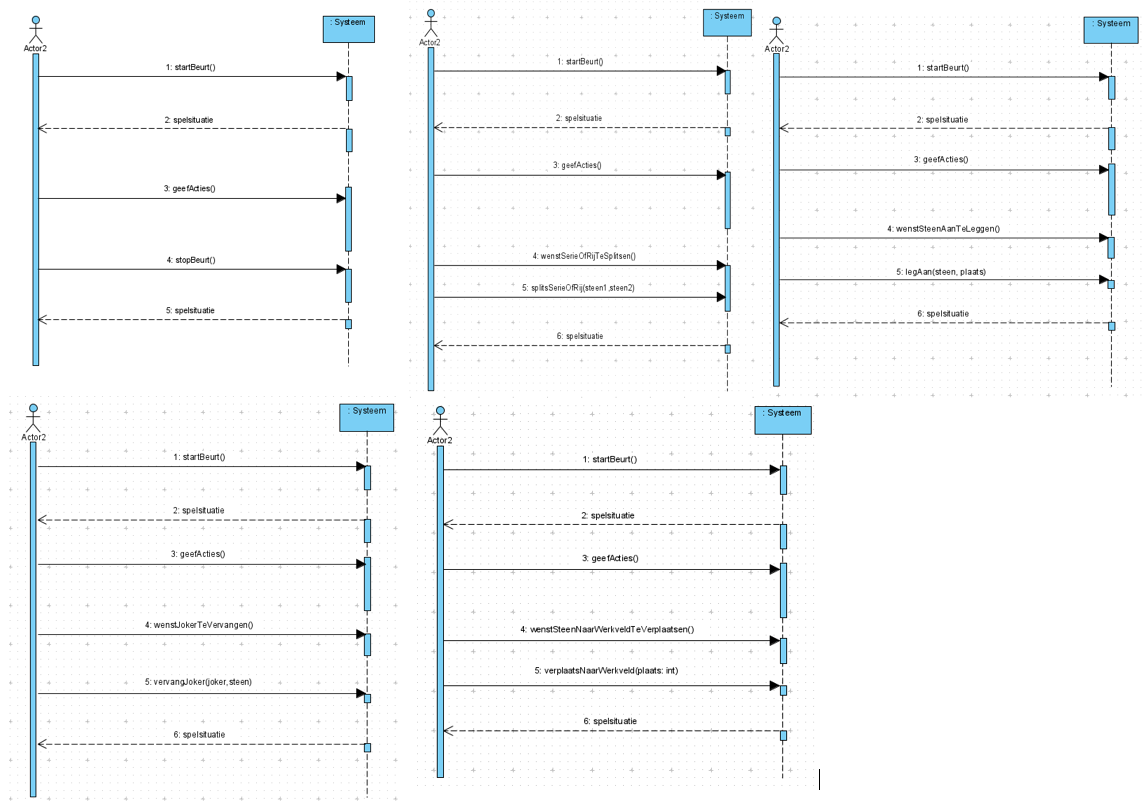 Actor2
: Systeem
1: startBeurt()
2: spelsituatie
3: geefActies()
4: stopBeurt()
5: spelsituatie
Actor2
: Systeem
1: startBeurt()
2: spelsituatie
3: geefActies()
4: wenstSerieOfRijTeSplitsen()
5: splitsSerieOfRij(steen1,steen2)
6: spelsituatie
Actor2
: Systeem
1: startBeurt()
2: spelsituatie
3: geefActies()
4: wenstSteenAanTeLeggen()
5: legAan(steen, plaats)
6: spelsituatie
Actor2
: Systeem
1: startBeurt()
2: spelsituatie
3: geefActies()
4: wenstJokerTeVervangen()
5: vervangJoker(joker,steen)
6: spelsituatie
Actor2
: Systeem
1: startBeurt()
2: spelsituatie
3: geefActies()
4: wenstSteenNaarWerkveldTeVerplaatsen()
5: verplaatsNaarWerkveld(plaats: int)
6: spelsituatie